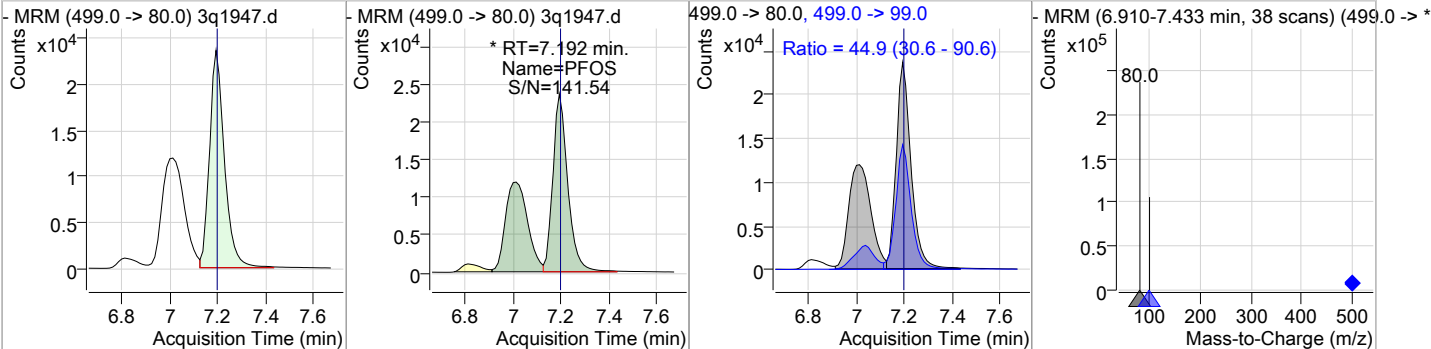 - MRM (499.0 -> 80.0) 3q1947.d
Counts
x10⁴
2
1.5
1
0.5
0
6.8 7 7.2 7.4 7.6
Acquisition Time (min)
- MRM (499.0 -> 80.0) 3q1947.d
Counts
x10⁴
* RT=7.192 min.
Name=PFOS
S/N=141.54
2.5
2
1.5
1
0.5
0
6.8 7 7.2 7.4 7.6
Acquisition Time (min)
499.0 -> 80.0, 499.0 -> 99.0
Counts
x10⁴
Ratio = 44.9 (30.6 - 90.6)
2
1
0.5
0
6.8 7 7.2 7.4 7.6
Acquisition Time (min)
- MRM (6.910-7.433 min, 38 scans) (499.0 -> *
Counts
x10⁵
80.0
2
1.5
1
0.5
0
100 200 300 400 500
Mass-to-Charge (m/z)